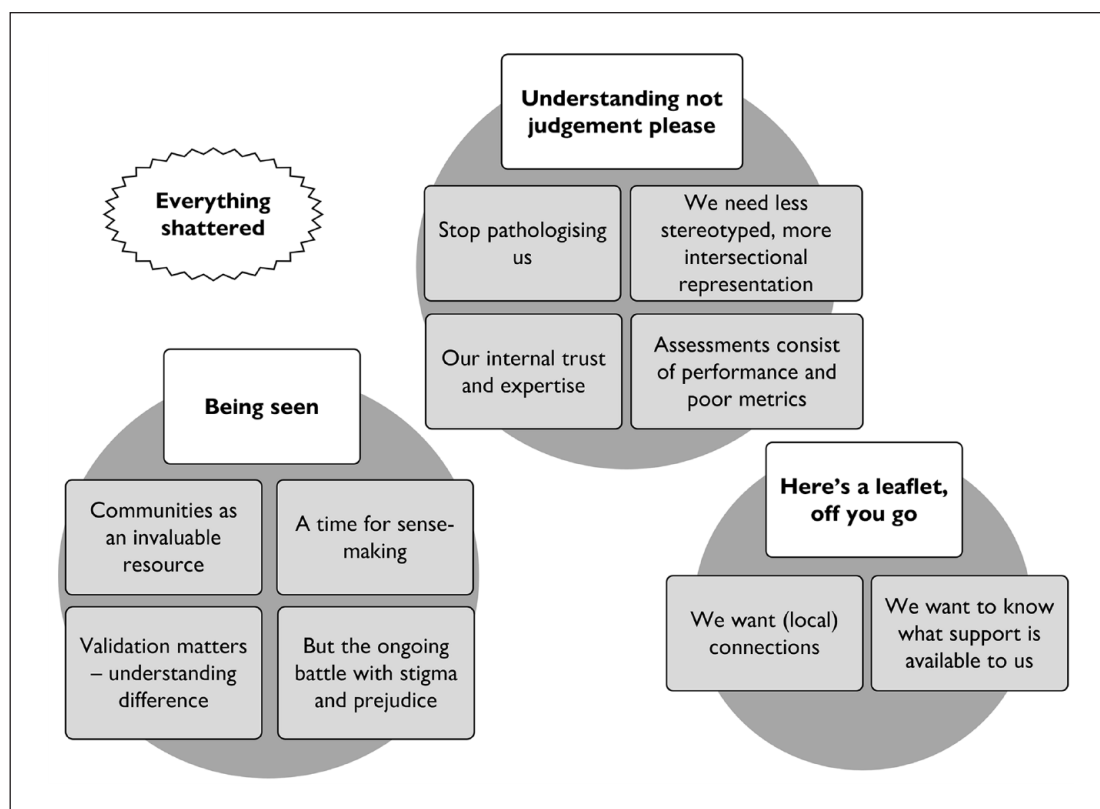 Understanding not
judgement please
Everything
shattered
Stop pathologising
us
We need less
stereotyped, more
intersectional
representation
Our internal trust
and expertise
Assessments consist
of performance and
poor metrics
Being seen
Communities as
an invaluable
resource
A time for sense-
making
Validation matters
– understanding
difference
But the ongoing
battle with stigma
and prejudice
Here’s a leaflet,
off you go
We want (local)
connections
We want to know
what support is
available to us